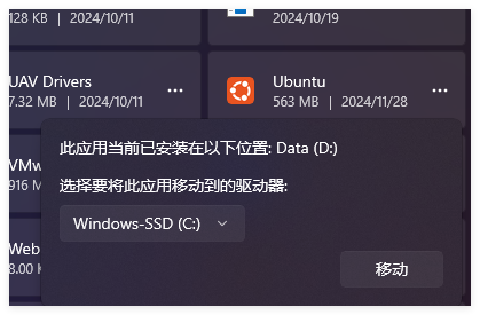 128 KB | 2024/10/11
2024/10/19
UAV Drivers
7.32 MB | 2024/10/11
Ubuntu
563 MB | 2024/11/28
此应用当前已安装在以下位置: Data (D:)
选择要将此应用移动到的驱动器:
VMw
916 M
Windows-SSD (C:)
Web
8.00 K
移动